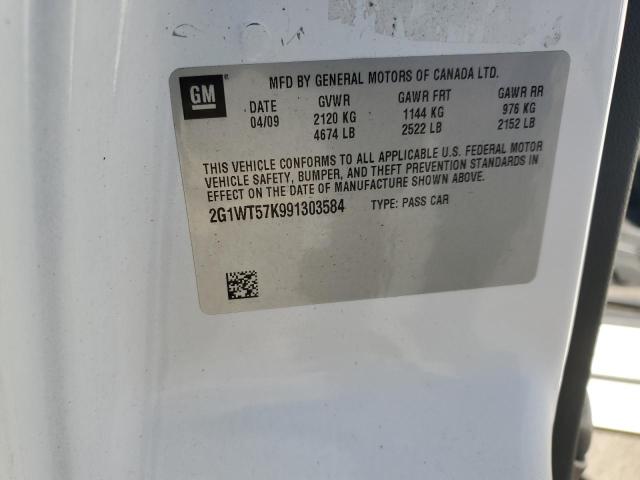 GM
MFD BY GENERAL MOTORS OF CANADA LTD.
DATE GVWR GAWR FRT GAWR RR
04/09 2120 KG 1144 KG 976 KG
4674 LB 2522 LB 2152 LB
THIS VEHICLE CONFORMS TO ALL APPLICABLE U.S. FEDERAL MOTOR
VEHICLE SAFETY, BUMPER, AND THEFT PREVENTION STANDARDS IN
EFFECT ON THE DATE OF MANUFACTURE SHOWN ABOVE.
2G1WT57K991303584 TYPE: PASS CAR